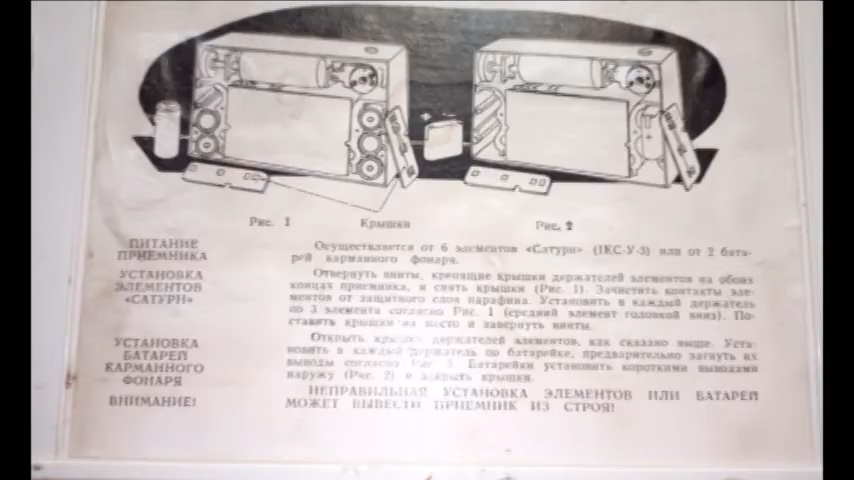 Рис. 1 Крышки Рис. 2
ПИТАНИЕ
ПРИЕМНИКА
Осуществляется от 6 элементов «Сатурн» (1КС-У-3) или от 2 бата-
рей карманного фонаря.
УСТАНОВКА
ЭЛЕМЕНТОВ
«САТУРН»
Отвернуть винты, крепящие крышки держателей элементов на обоих
концах приемника, и снять крышки (Рис. 1). Зачистить контакты эле-
ментов от защитного слоя парафина. Установить в каждый держатель
по 3 элемента согласно Рис. 1 (средний элемент головкой вниз). По-
ставить крышки на место и завернуть винты.
УСТАНОВКА
БАТАРЕЙ
КАРМАННОГО
ФОНАРЯ
Открыть крышки держателей элементов, как сказано выше. Уста-
новить в каждый держатель по батарейке, предварительно загнуть их
выводы согласно Рис. 2. Батарейки установить короткими выводами
наружу (Рис. 2) и закрыть крышки.
ВНИМАНИЕ!
НЕПРАВИЛЬНАЯ УСТАНОВКА ЭЛЕМЕНТОВ ИЛИ БАТАРЕЙ
МОЖЕТ ВЫВЕСТИ ПРИЕМНИК ИЗ СТРОЯ!